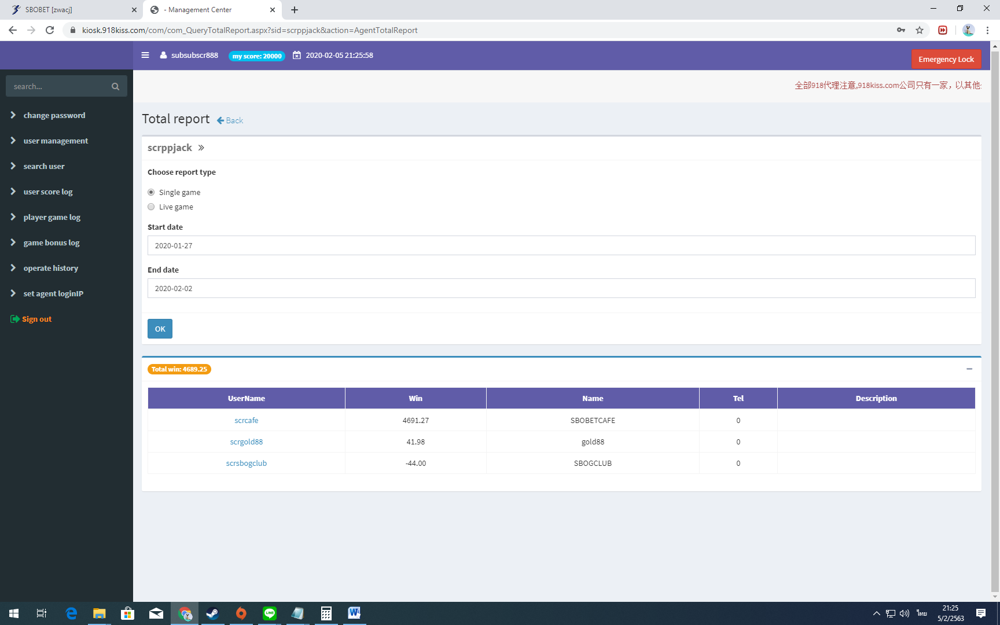 SBOBET [zwacj]
- Management Center
kiosk.918kiss.com/com/com_QueryTotalReport.aspx?sid=scrppjack&action=AgentTotalReport
subsubscr888
my score: 20000
2020-02-05 21:25:58
Emergency Lock
search...
全部918代理注意,918kiss.com公司只有一家，以其他
change password
user management
search user
user score log
player game log
game bonus log
operate history
set agent loginIP
Sign out
Total report
Back
scrppjack »
Choose report type
Single game
Live game
Start date
2020-01-27
End date
2020-02-02
OK
Total win: 4689.25
UserName Win Name Tel Description
scrcafe 4691.27 SBOBETCAFE 0
scrgold88 41.98 gold88 0
scrsbogclub -44.00 SBOGCLUB 0
LINE
W
ไทย
21:25
5/2/2563